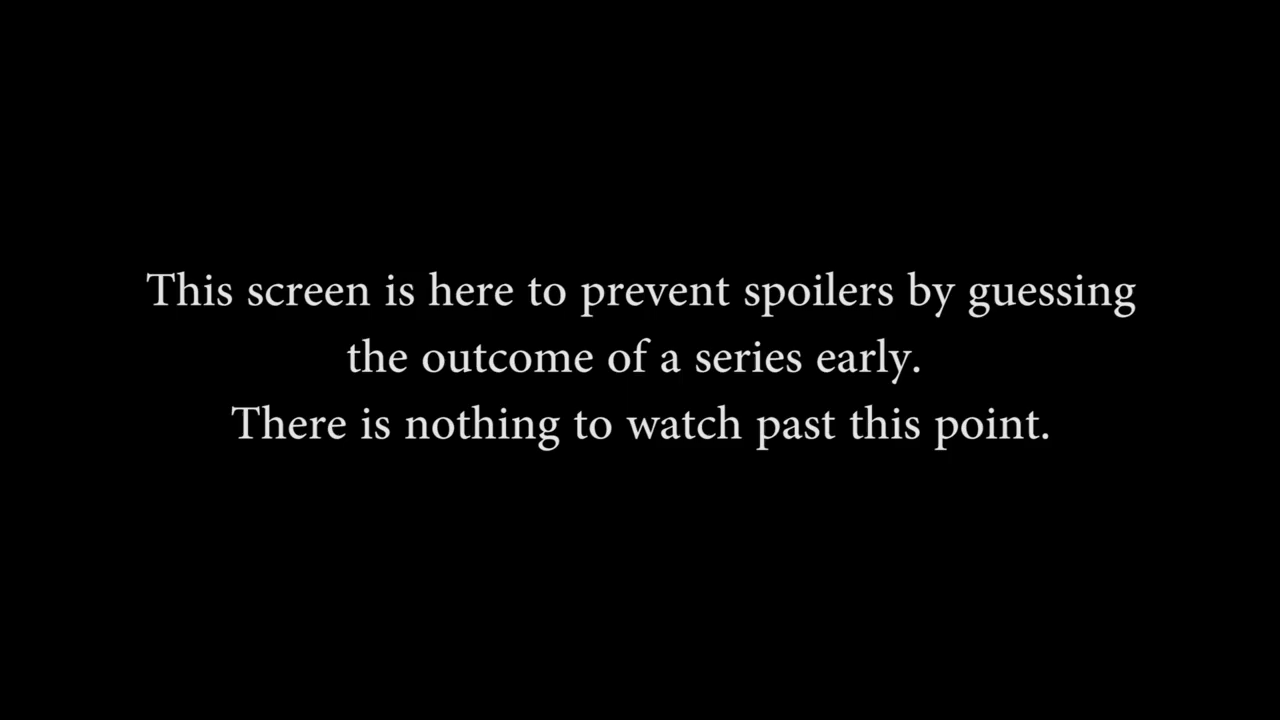 This screen is here to prevent spoilers by guessing
the outcome of a series early.
There is nothing to watch past this point.